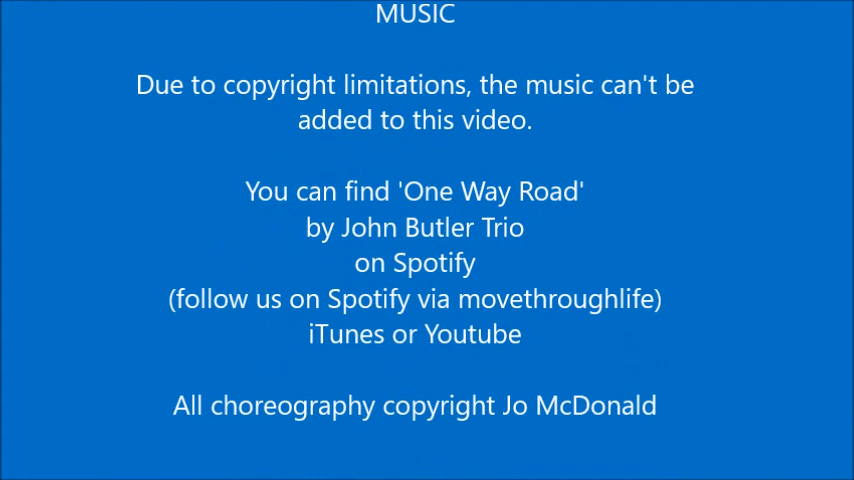 MUSIC
Due to copyright limitations, the music can't be
added to this video.
You can find 'One Way Road'
by John Butler Trio
on Spotify
(follow us on Spotify via movethroughlife)
iTunes or Youtube
All choreography copyright Jo McDonald